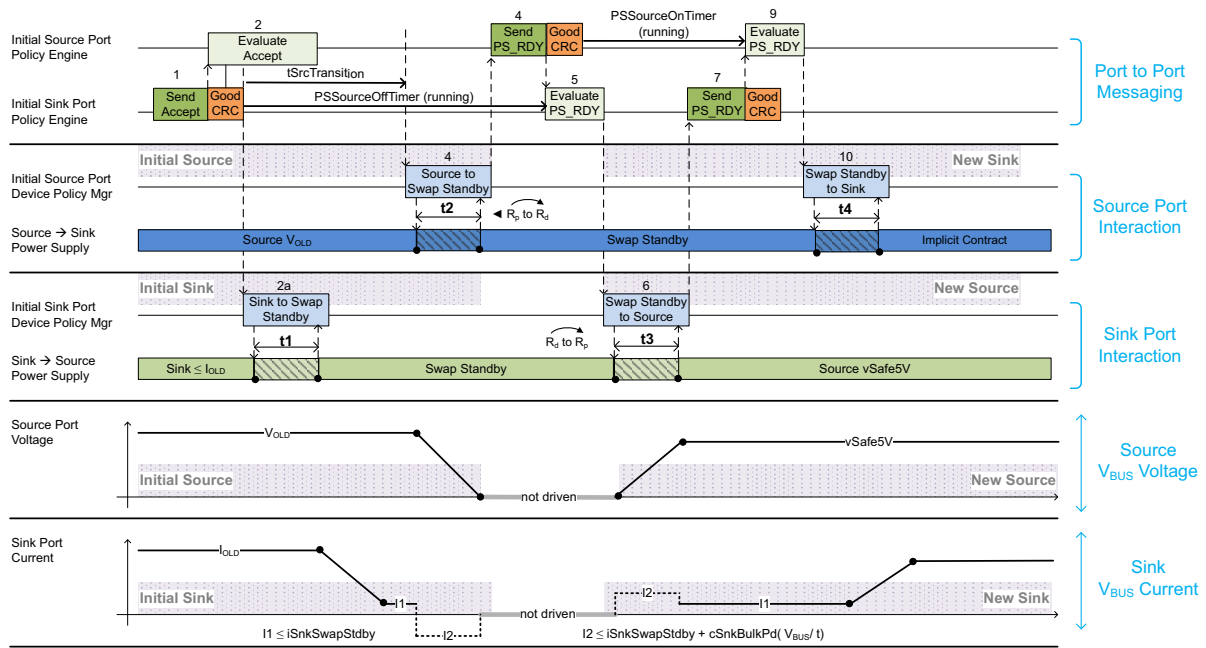 Initial Source Port
Policy Engine
2
Evaluate
Accept
4
Send
PS_RDY
Good
CRC
PSSourceOnTimer
(running)
9
Evaluate
PS_RDY
tSrcTransition
1
Send
Accept
Good
CRC
Initial Sink Port
Policy Engine
PSSourceOffTimer (running)
5
Evaluate
PS_RDY
7
Send
PS_RDY
Good
CRC
Port to Port
Messaging
Initial Source
New Sink
Initial Source Port
Device Policy Mgr
4
Source to
Swap Standby
10
Swap Standby
to Sink
t2
Rp to Rd
t4
Source → Sink
Power Supply
Source VOLD
Swap Standby
Implicit Contract
Source Port
Interaction
Initial Sink
New Source
Initial Sink Port
Device Policy Mgr
2a
Sink to Swap
Standby
6
Swap Standby
to Source
t1
Rd to Rp
t3
Sink → Source
Power Supply
Sink ≤ IOLD
Swap Standby
Source vSafe5V
Sink Port
Interaction
Source Port
Voltage
VOLD
vSafe5V
Initial Source
New Source
not driven
Source
VBUS Voltage
Sink Port
Current
IOLD
Initial Sink
New Sink
I1
I2
not driven
I2
I1
I1 ≤ iSnkSwapStdby
I2 ≤ iSnkSwapStdby + cSnkBulkPd( VBUS/ t)
Sink
VBUS Current